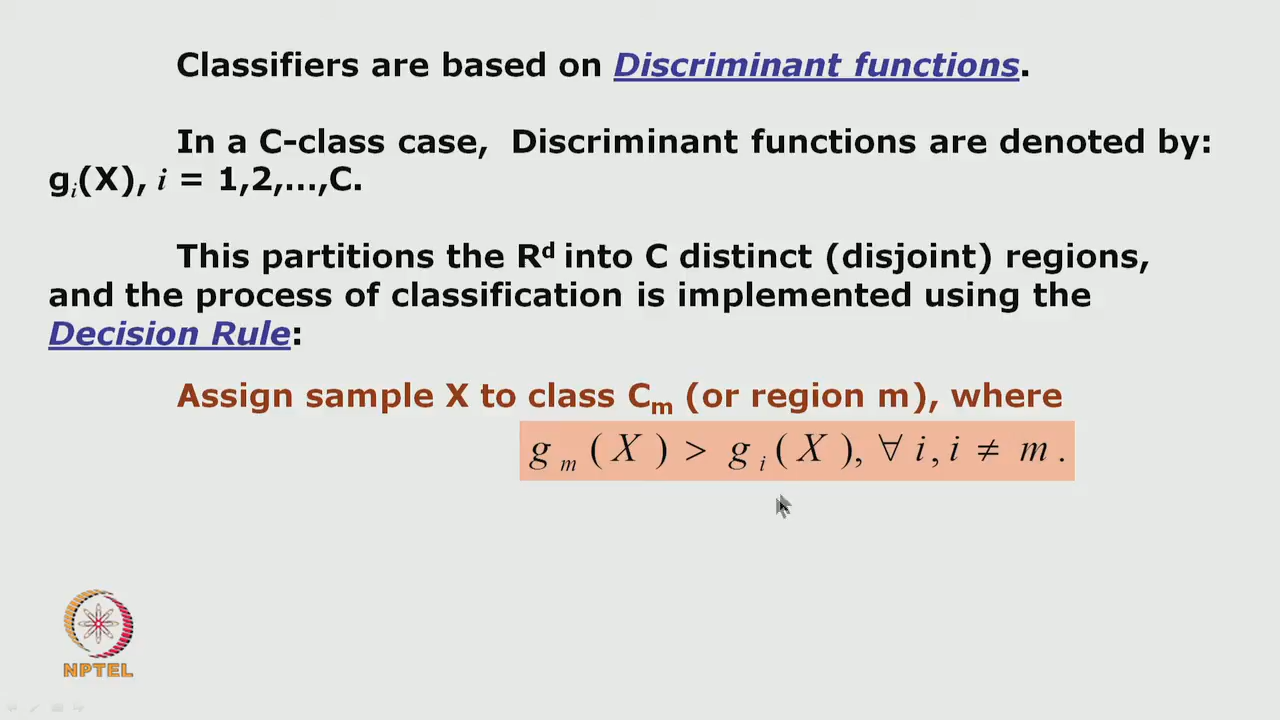 Classifiers are based on Discriminant functions.
In a C-class case, Discriminant functions are denoted by:
gᵢ(X), i = 1,2,...,C.
This partitions the Rᵈ into C distinct (disjoint) regions,
and the process of classification is implemented using the
Decision Rule:
Assign sample X to class Cₘ (or region m), where
g ₘ ( X ) > g ᵢ ( X ), ∀ i, i ≠ m .
NPTEL